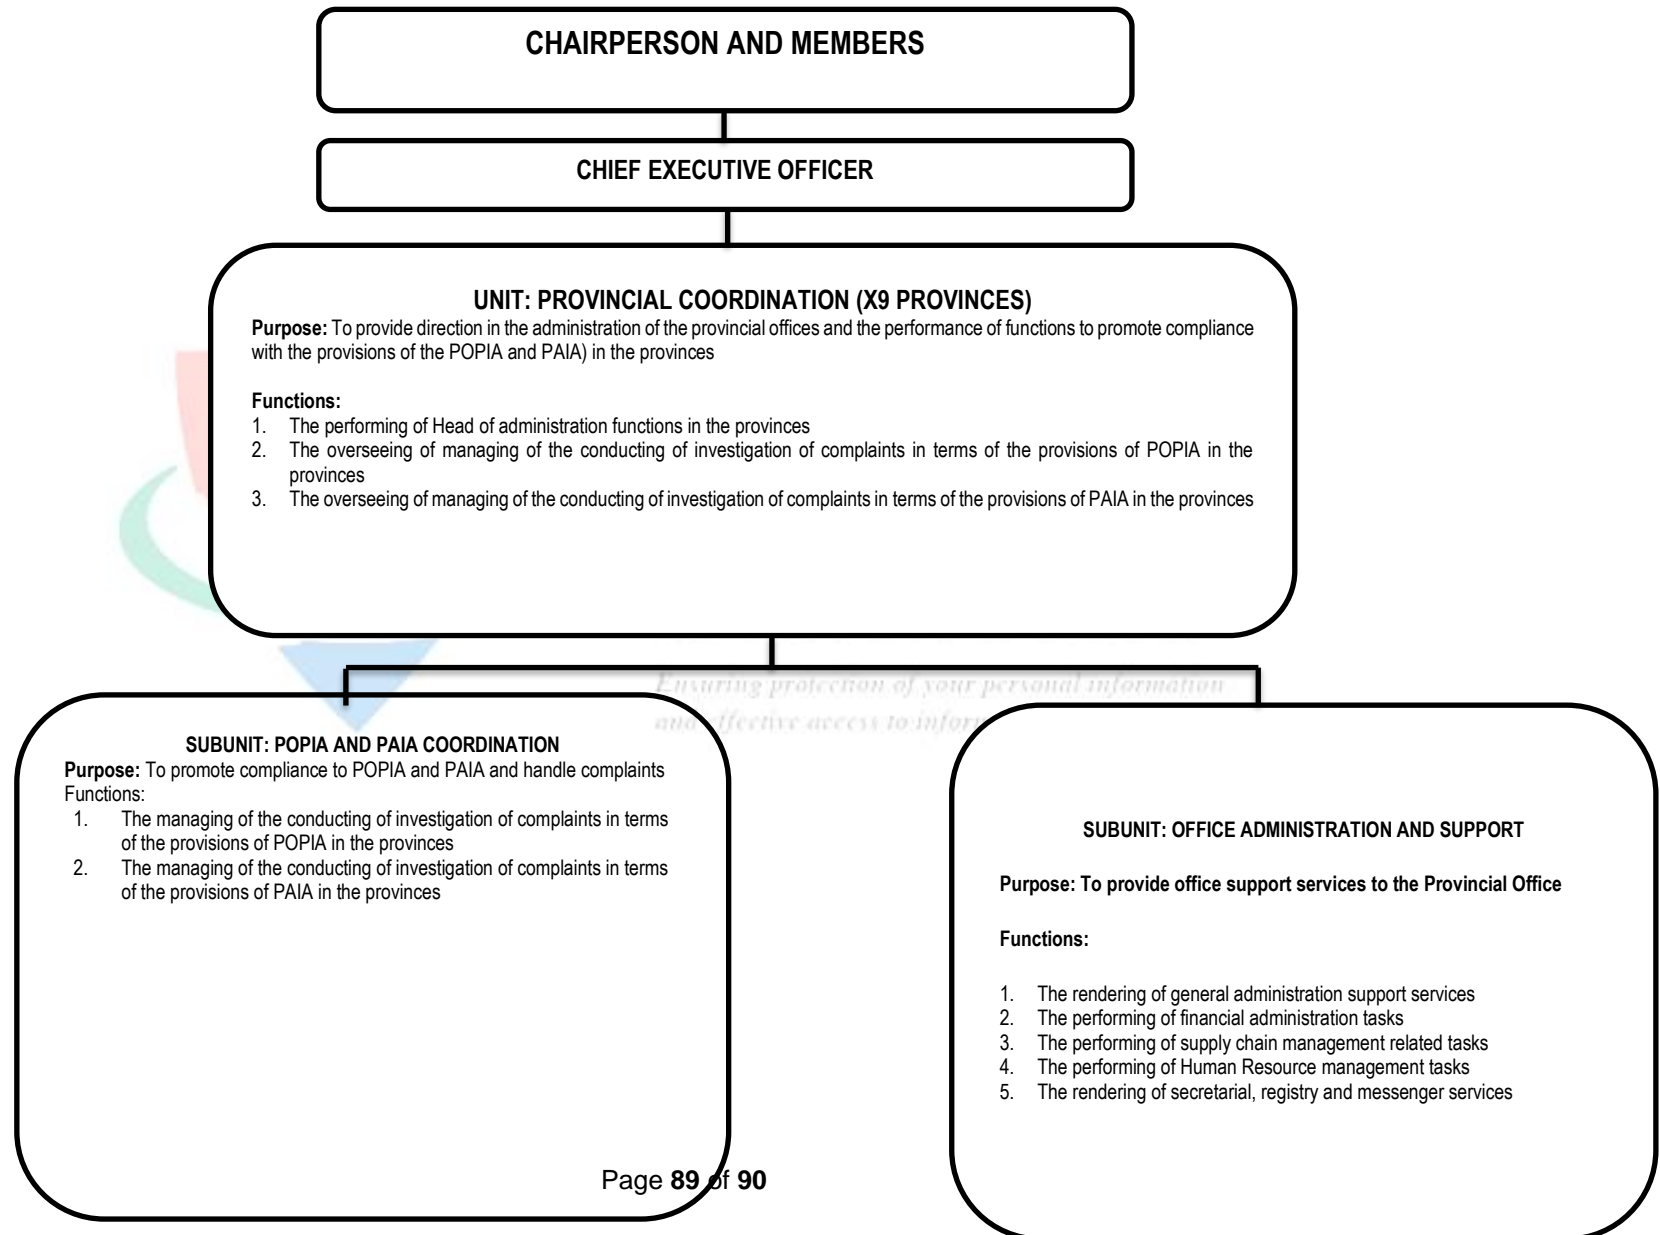 CHAIRPERSON AND MEMBERS
CHIEF EXECUTIVE OFFICER
UNIT: PROVINCIAL COORDINATION (X9 PROVINCES)
Purpose: To provide direction in the administration of the provincial offices and the performance of functions to promote compliance
with the provisions of the POPIA and PAIA) in the provinces
Functions:
1. The performing of Head of administration functions in the provinces
2. The overseeing of managing of the conducting of investigation of complaints in terms of the provisions of POPIA in the
provinces
3. The overseeing of managing of the conducting of investigation of complaints in terms of the provisions of PAIA in the provinces
Ensuring protection of your personal information
and effective access to
SUBUNIT: POPIA AND PAIA COORDINATION
Purpose: To promote compliance to POPIA and PAIA and handle complaints
Functions:
1. The managing of the conducting of investigation of complaints in terms
of the provisions of POPIA in the provinces
2. The managing of the conducting of investigation of complaints in terms
of the provisions of PAIA in the provinces
SUBUNIT: OFFICE ADMINISTRATION AND SUPPORT
Purpose: To provide office support services to the Provincial Office
Functions:
1. The rendering of general administration support services
2. The performing of financial administration tasks
3. The performing of supply chain management related tasks
4. The performing of Human Resource management tasks
5. The rendering of secretarial, registry and messenger services
Page 89 of 90